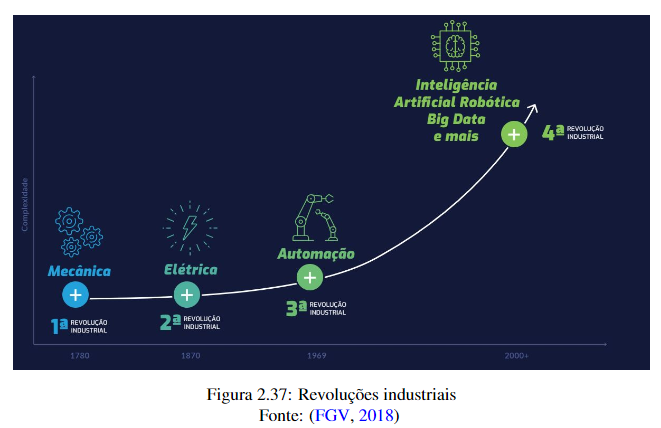 Inteligência
Artificial Robótica
Big Data
e mais
4ª REVOLUÇÃO
INDUSTRIAL
Complexidade
Mecânica
Elétrica
Automação
1ª REVOLUÇÃO
INDUSTRIAL
2ª REVOLUÇÃO
INDUSTRIAL
3ª REVOLUÇÃO
INDUSTRIAL
1780
1870
1969
2000+
Figura 2.37: Revoluções industriais
Fonte: (FGV, 2018)